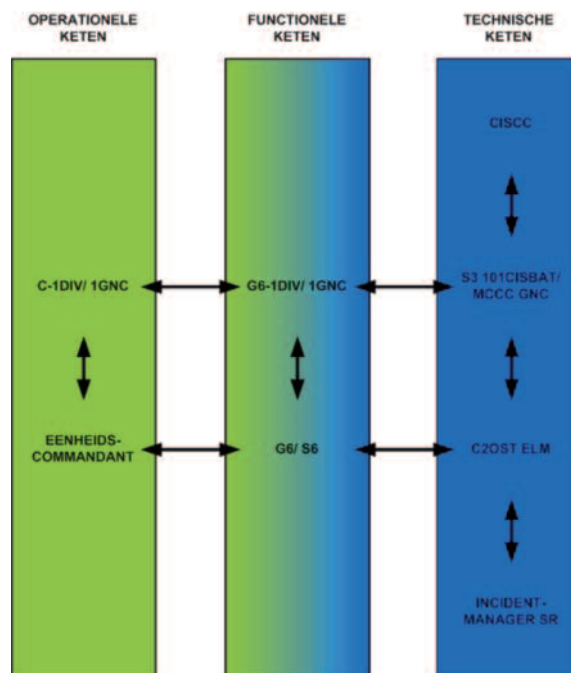 OPERATIONELE
KETEN
FUNCTIONELE
KETEN
TECHNISCHE
KETEN
CISCC
C-1DIV/ 1GNC
G6-1DIV/ 1GNC
S3 101CISBAT/
MCCC GNC
EENHEIDS-
COMMANDANT
G6/ S6
C2OST ELM
INCIDENT-
MANAGER SR